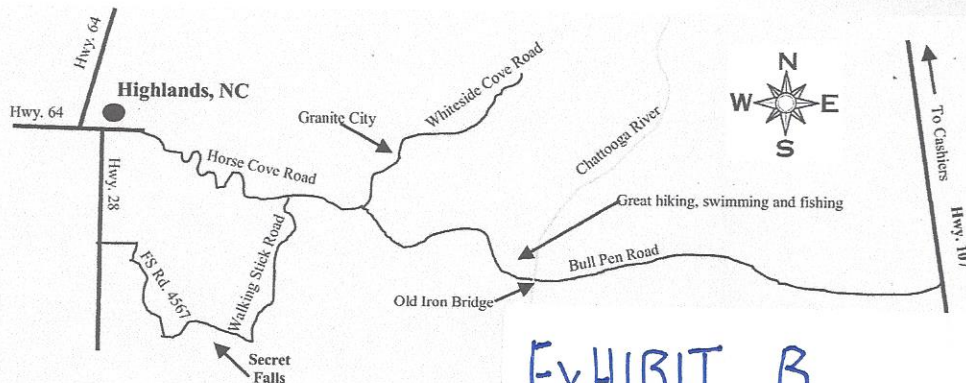 Hwy. 64
Highlands, NC
Hwy. 64
Hwy. 28
Horse Cove Road
Granite City
Whiteside Cove Road
Chattooga River
N
W E
S
To Cashiers
Hwy. 107
Great hiking, swimming and fishing
Bull Pen Road
Old Iron Bridge
FS Rd. 4567
Walking Stick Road
Secret
Falls
EXHIBIT B